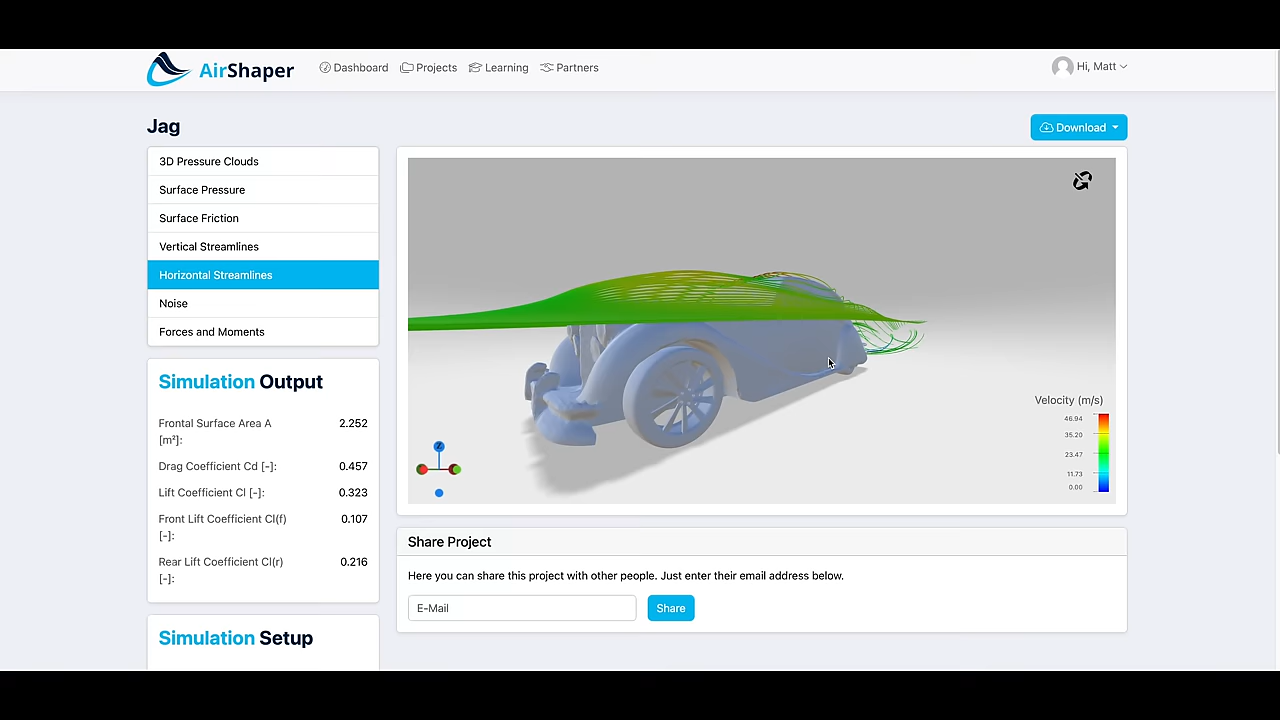 AirShaper
Dashboard
Projects
Learning
Partners
Hi, Matt
Jag
Download
3D Pressure Clouds
Surface Pressure
Surface Friction
Vertical Streamlines
Horizontal Streamlines
Noise
Forces and Moments
Simulation Output
Frontal Surface Area A 2.252
[m²]:
Drag Coefficient Cd [-]: 0.457
Lift Coefficient Cl [-]: 0.323
Front Lift Coefficient Cl(f) 0.107
[-]:
Rear Lift Coefficient Cl(r) 0.216
[-]:
Simulation Setup
Z
Velocity (m/s)
46.94
35.20
23.47
11.73
0.00
Share Project
Here you can share this project with other people. Just enter their email address below.
E-Mail
Share